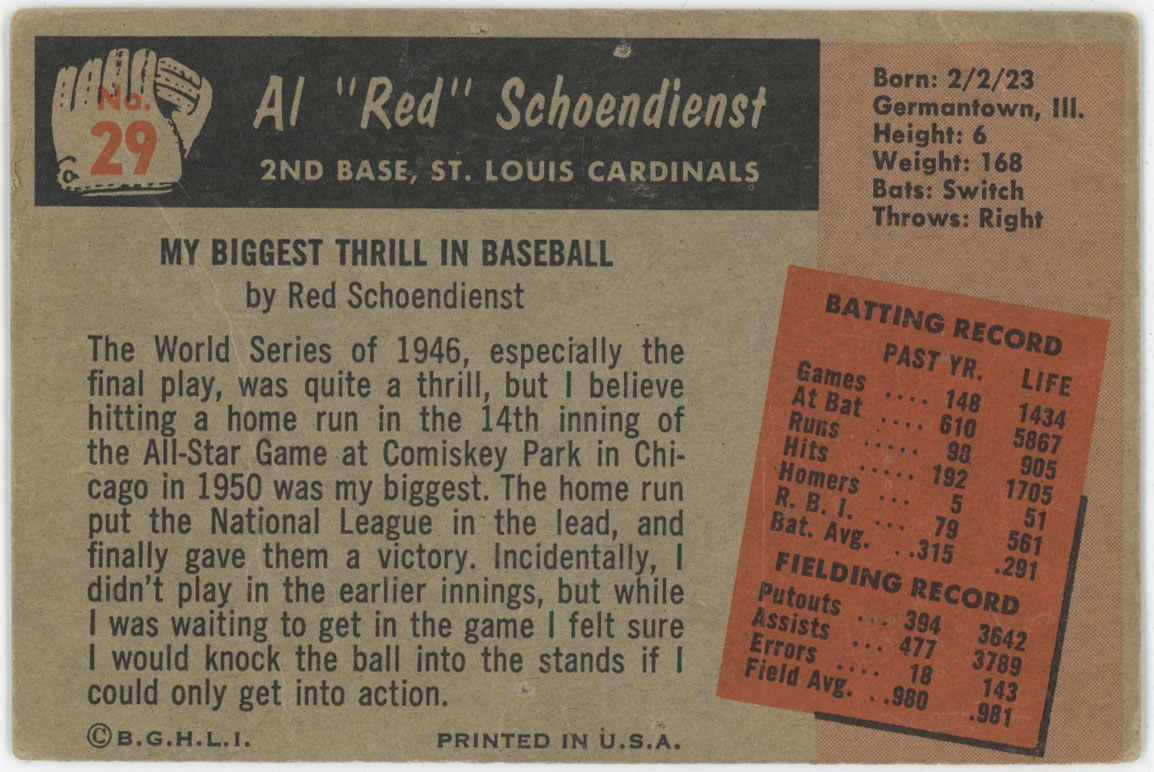 No.
29
Al "Red" Schoendienst
2ND BASE, ST. LOUIS CARDINALS
Born: 2/2/23
Germantown, Ill.
Height: 6
Weight: 168
Bats: Switch
Throws: Right
MY BIGGEST THRILL IN BASEBALL
by Red Schoendienst
The World Series of 1946, especially the
final play, was quite a thrill, but I believe
hitting a home run in the 14th inning of
the All-Star Game at Comiskey Park in Chi-
cago in 1950 was my biggest. The home run
put the National League in the lead, and
finally gave them a victory. Incidentally, I
didn't play in the earlier innings, but while
I was waiting to get in the game I felt sure
I would knock the ball into the stands if I
could only get into action.
©B.G.H.L.I.
PRINTED IN U.S.A.
BATTING RECORD
PAST YR. LIFE
Games .... 148 1434
At Bat .... 610 5867
Runs ..... 98 905
Hits ..... 192 1705
Homers ... 5 51
R. B. I. ... 79 561
Bat. Avg. ...315 .291
FIELDING RECORD
Putouts ... 394 3642
Assists ... 477 3789
Errors .... 18 143
Field Avg. ...980 .981